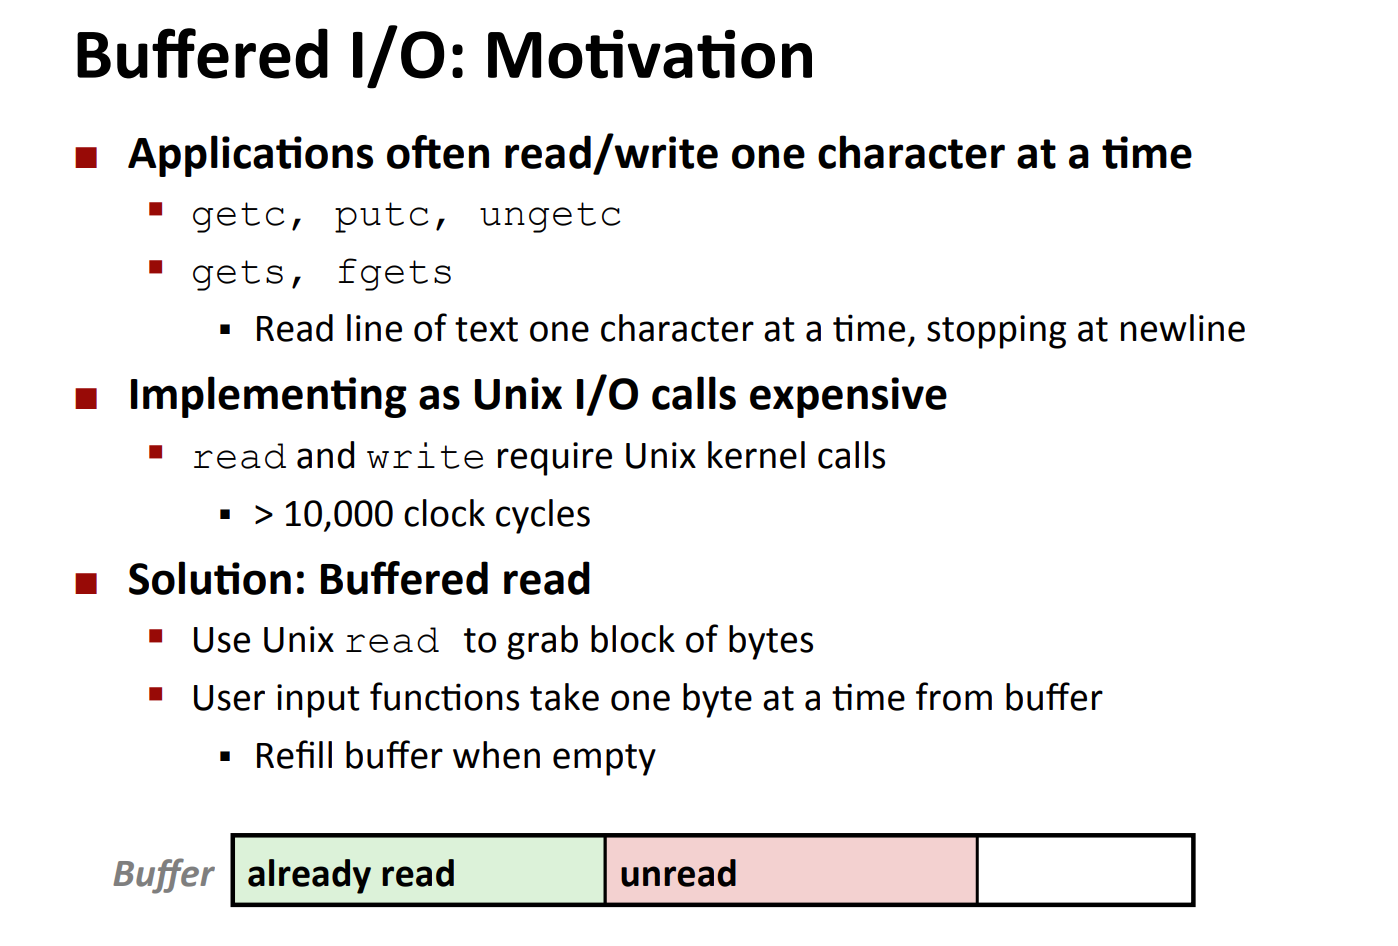 Buffered I/O: Motivation
Applications often read/write one character at a time
getc, putc, ungetc
gets, fgets
Read line of text one character at a time, stopping at newline
Implementing as Unix I/O calls expensive
read and write require Unix kernel calls
> 10,000 clock cycles
Solution: Buffered read
Use Unix read to grab block of bytes
User input functions take one byte at a time from buffer
Refill buffer when empty
Buffer already read unread